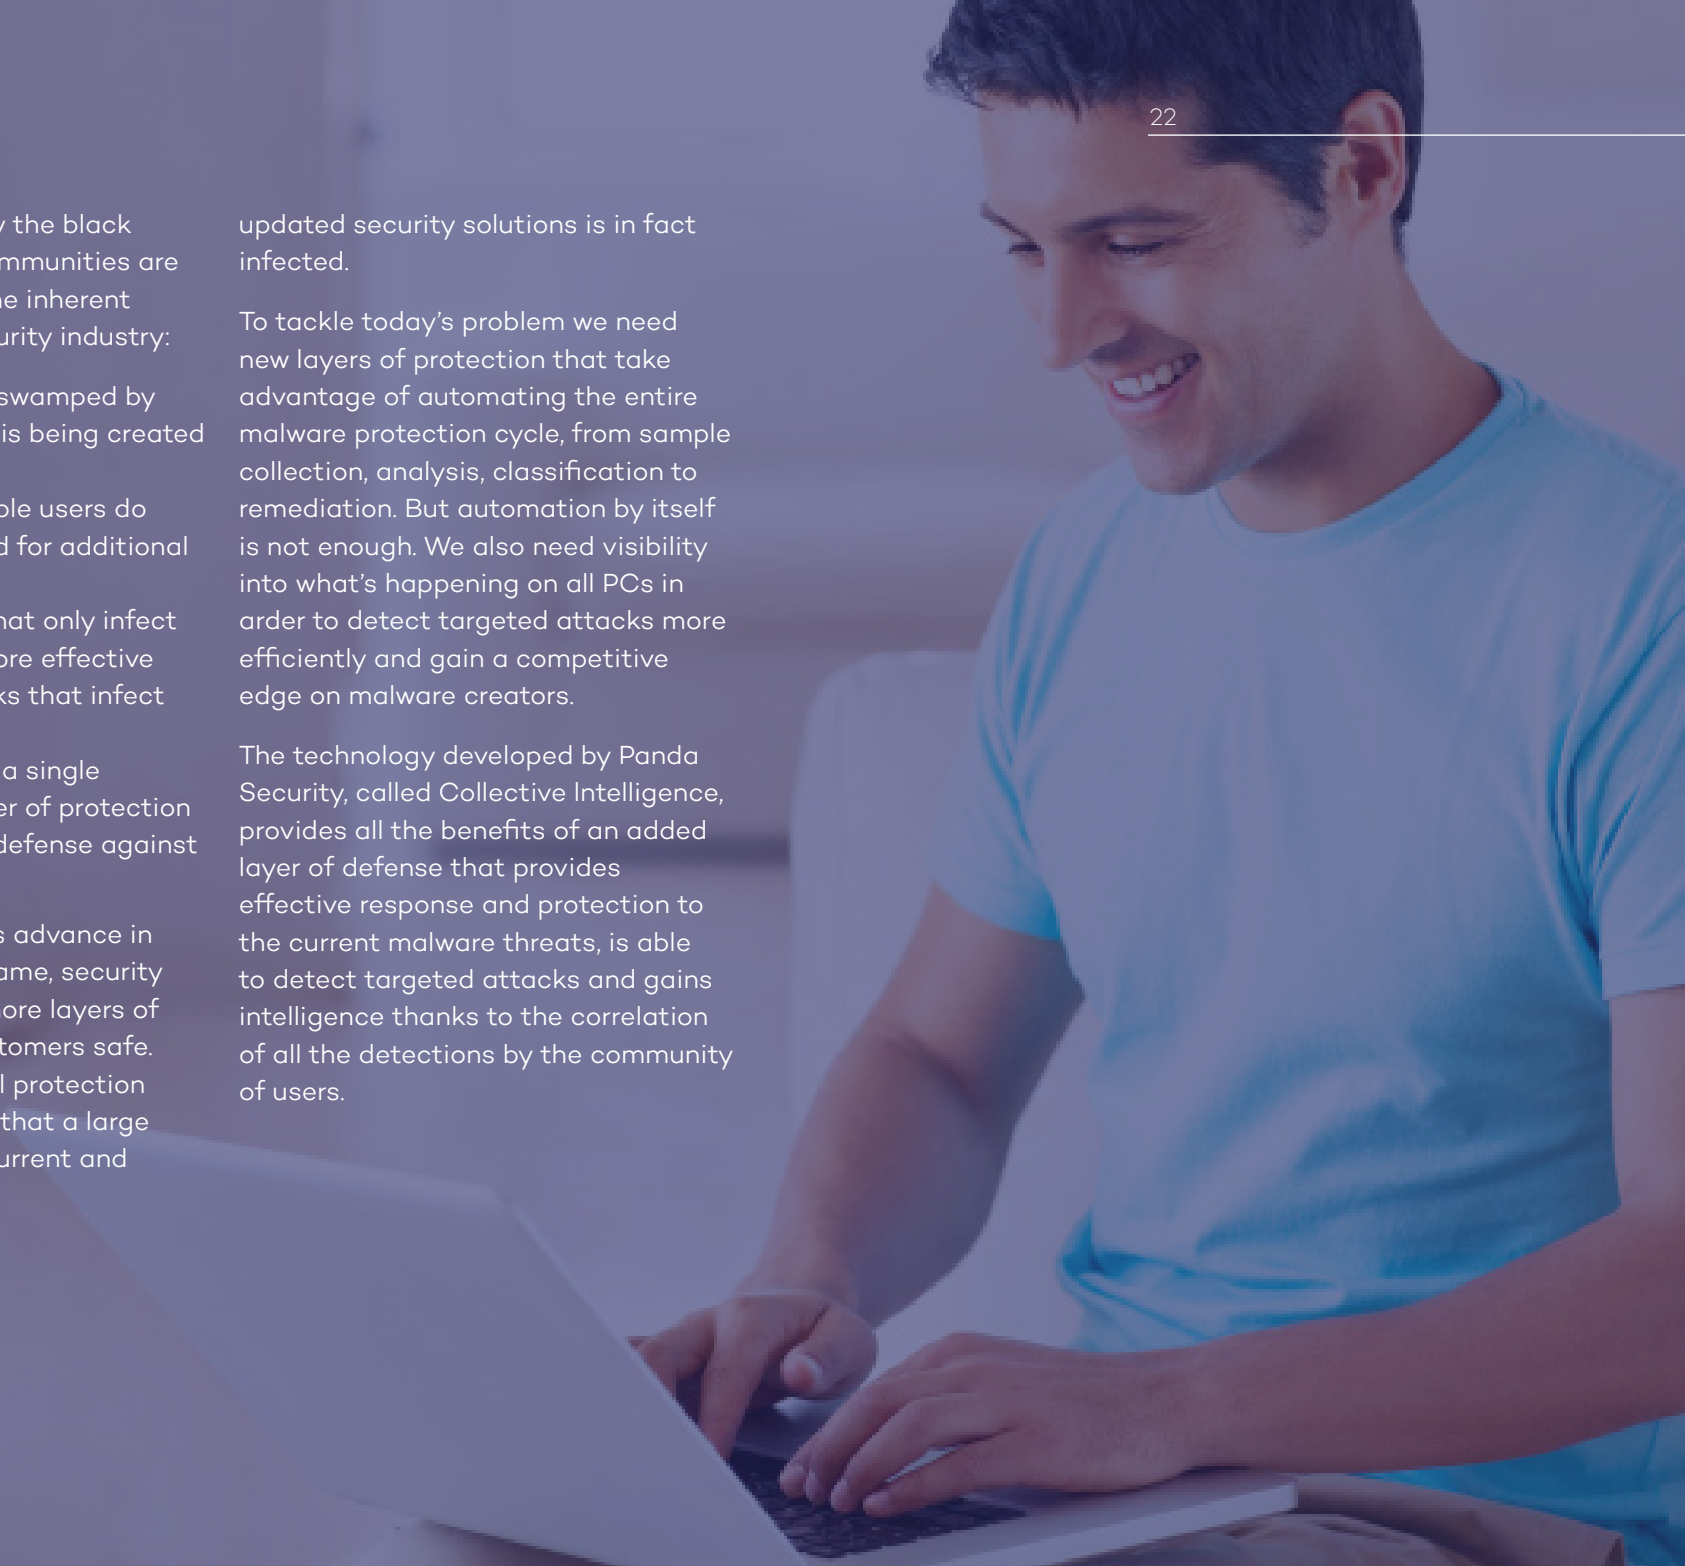 22
y the black
mmunities are
e inherent
urity industry:
swamped by
is being created
ble users do
d for additional
hat only infect
ore effective
ks that infect
a single
er of protection
defense against
s advance in
ame, security
ore layers of
tomers safe.
l protection
that a large
urrent and
updated security solutions is in fact
infected.
To tackle today’s problem we need
new layers of protection that take
advantage of automating the entire
malware protection cycle, from sample
collection, analysis, classification to
remediation. But automation by itself
is not enough. We also need visibility
into what’s happening on all PCs in
arder to detect targeted attacks more
efficiently and gain a competitive
edge on malware creators.
The technology developed by Panda
Security, called Collective Intelligence,
provides all the benefits of an added
layer of defense that provides
effective response and protection to
the current malware threats, is able
to detect targeted attacks and gains
intelligence thanks to the correlation
of all the detections by the community
of users.